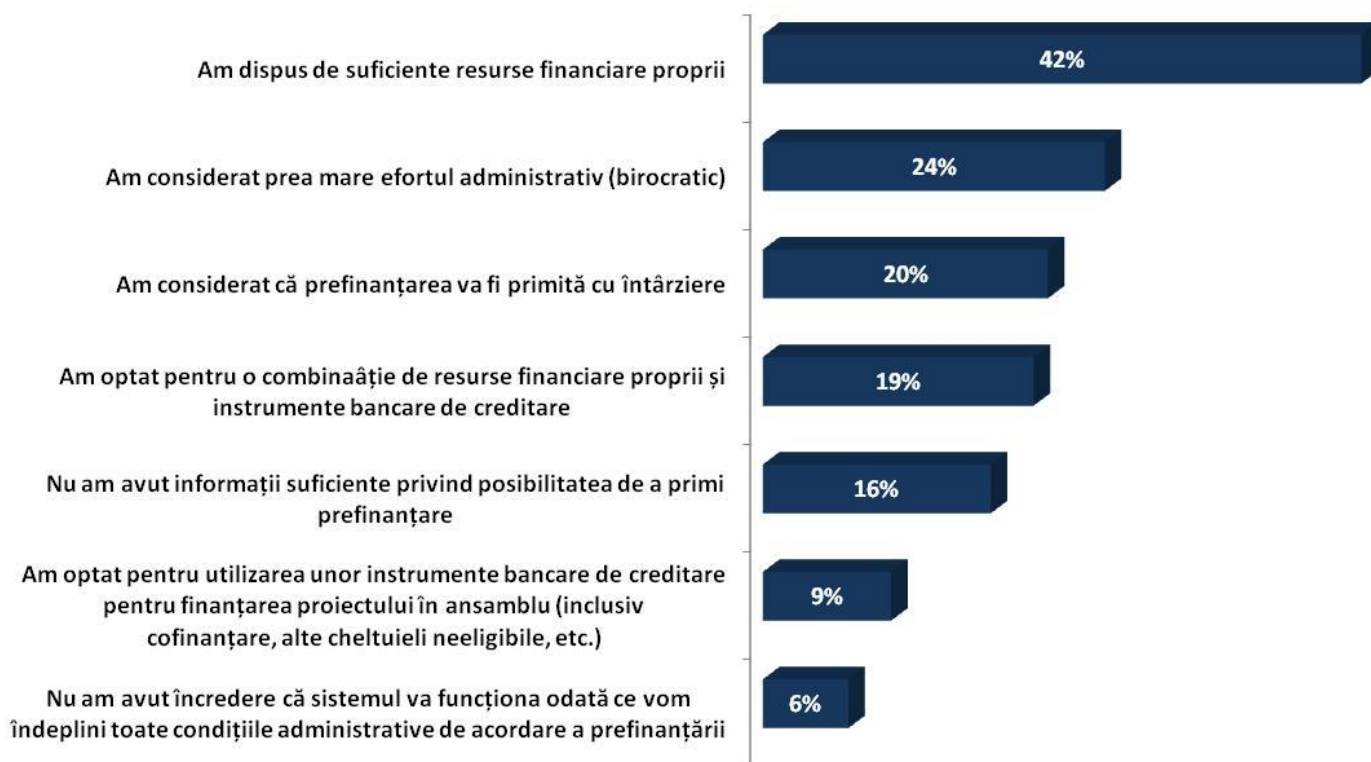 Am dispus de suficiente resurse financiare proprii
42%
Am considerat prea mare efortul administrativ (birocratic)
24%
Am considerat că prefinanțarea va fi primită cu întârziere
20%
Am optat pentru o combinaâție de resurse financiare proprii și
instrumente bancare de creditare
19%
Nu am avut informații suficiente privind posibilitatea de a primi
prefinanțare
16%
Am optat pentru utilizarea unor instrumente bancare de creditare
pentru finanțarea proiectului în ansamblu (inclusiv
cofinanțare, alte cheltuieli neeligibile, etc.)
9%
Nu am avut încredere că sistemul va funcționa odată ce vom
îndeplini toate condițiile administrative de acordare a prefinanțării
6%